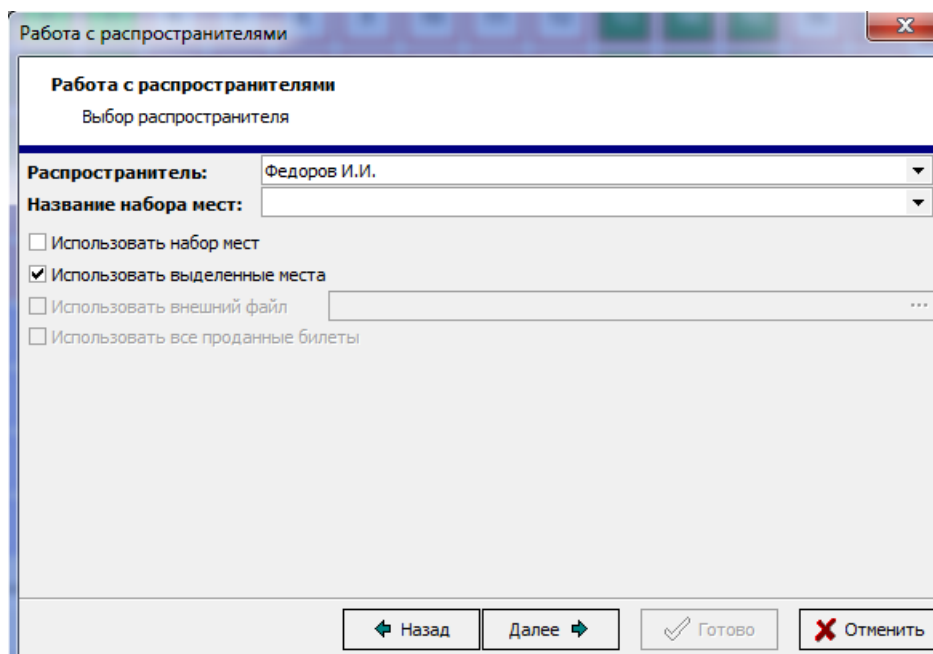 Работа с распространителями
Работа с распространителями
Выбор распространителя
Распространитель: Федоров И.И.
Название набора мест:
Использовать набор мест
Использовать выделенные места
Использовать внешний файл ...
Использовать все проданные билеты
Назад Далее Готово Отменить